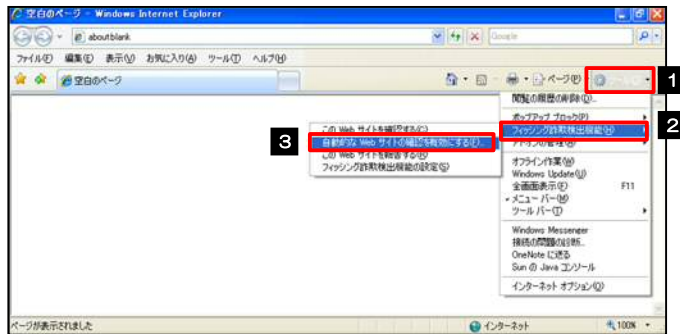 空白のページ - Windows Internet Explorer
about:blank
Google
ファイル(F) 編集(E) 表示(V) お気に入り(A) ツール(T) ヘルプ(H)
空白のページ
ページ(P)
1
閲覧の履歴の削除(D)...
ポップアップ ブロック(P)
フィッシング詐欺検出機能(H)
2
アドオンの管理(A)
3
この Web サイトを確認する(C)
自動的な Web サイトの確認を有効にする(F)...
この Web サイトを報告する(R)
フィッシング詐欺検出機能の設定(S)
オフライン作業(W)
Windows Update(U)
全画面表示(F) F11
メニュー バー(M)
ツール バー(T)
Windows Messenger
接続の問題の診断...
OneNote に送る
Sun の Java コンソール
インターネット オプション(O)
ページが表示されました
インターネット
100%